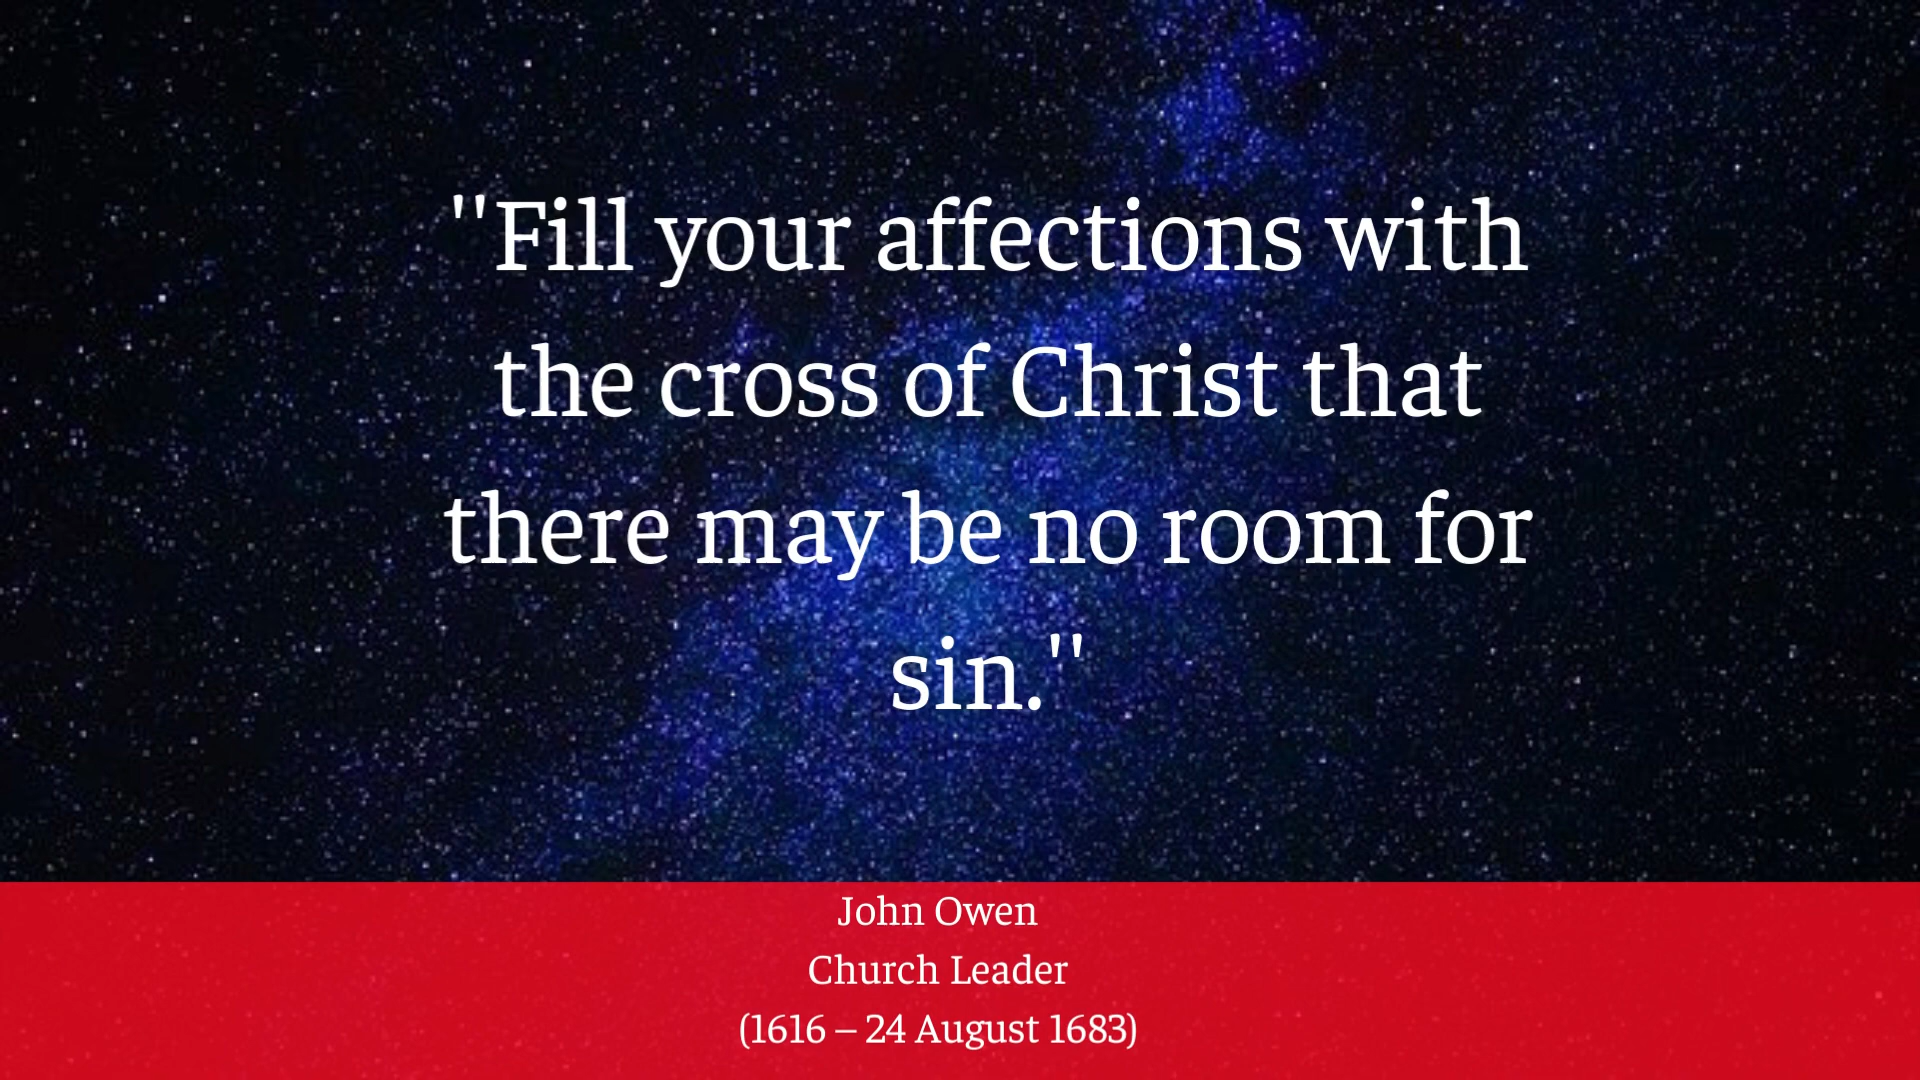 "Fill your affections with
the cross of Christ that
there may be no room for
sin."
John Owen
Church Leader
(1616 – 24 August 1683)